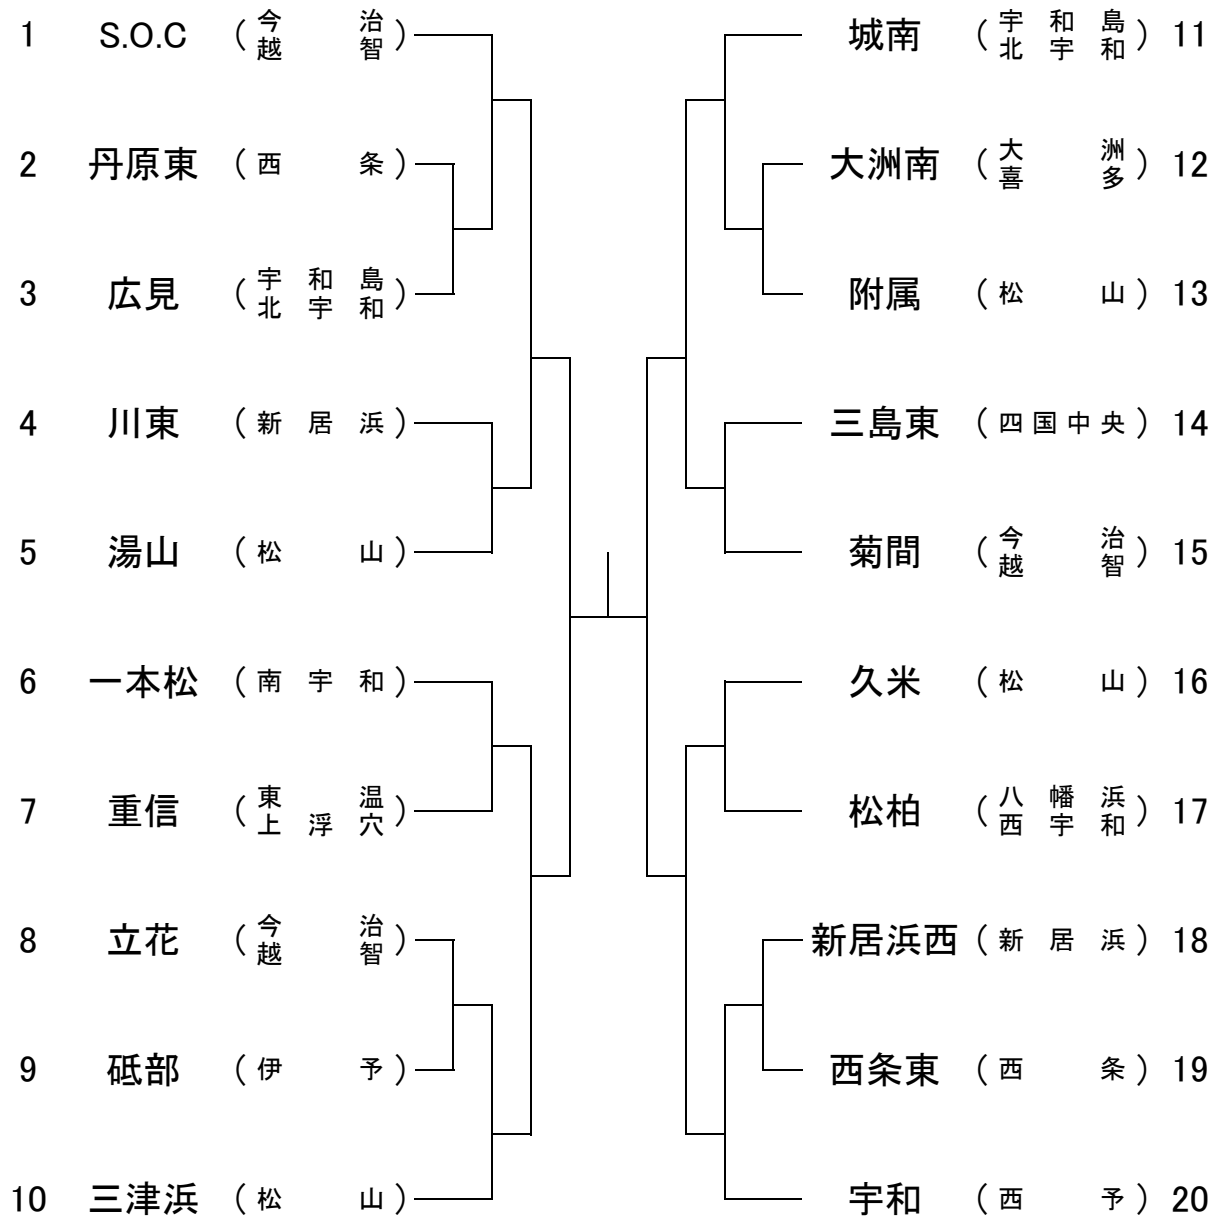 1 S.O.C （今治越智）
2 丹原東 （西条）
3 広見 （宇和島北宇和）
4 川東 （新居浜）
5 湯山 （松山）
6 一本松 （南宇和）
7 重信 （東温上浮穴）
8 立花 （今治越智）
9 砥部 （伊予）
10 三津浜 （松山）
城南 （宇和島北宇和） 11
大洲南 （大洲喜多） 12
附属 （松山） 13
三島東 （四国中央） 14
菊間 （今治越智） 15
久米 （松山） 16
松柏 （八幡浜西宇和） 17
新居浜西 （新居浜） 18
西条東 （西条） 19
宇和 （西予） 20